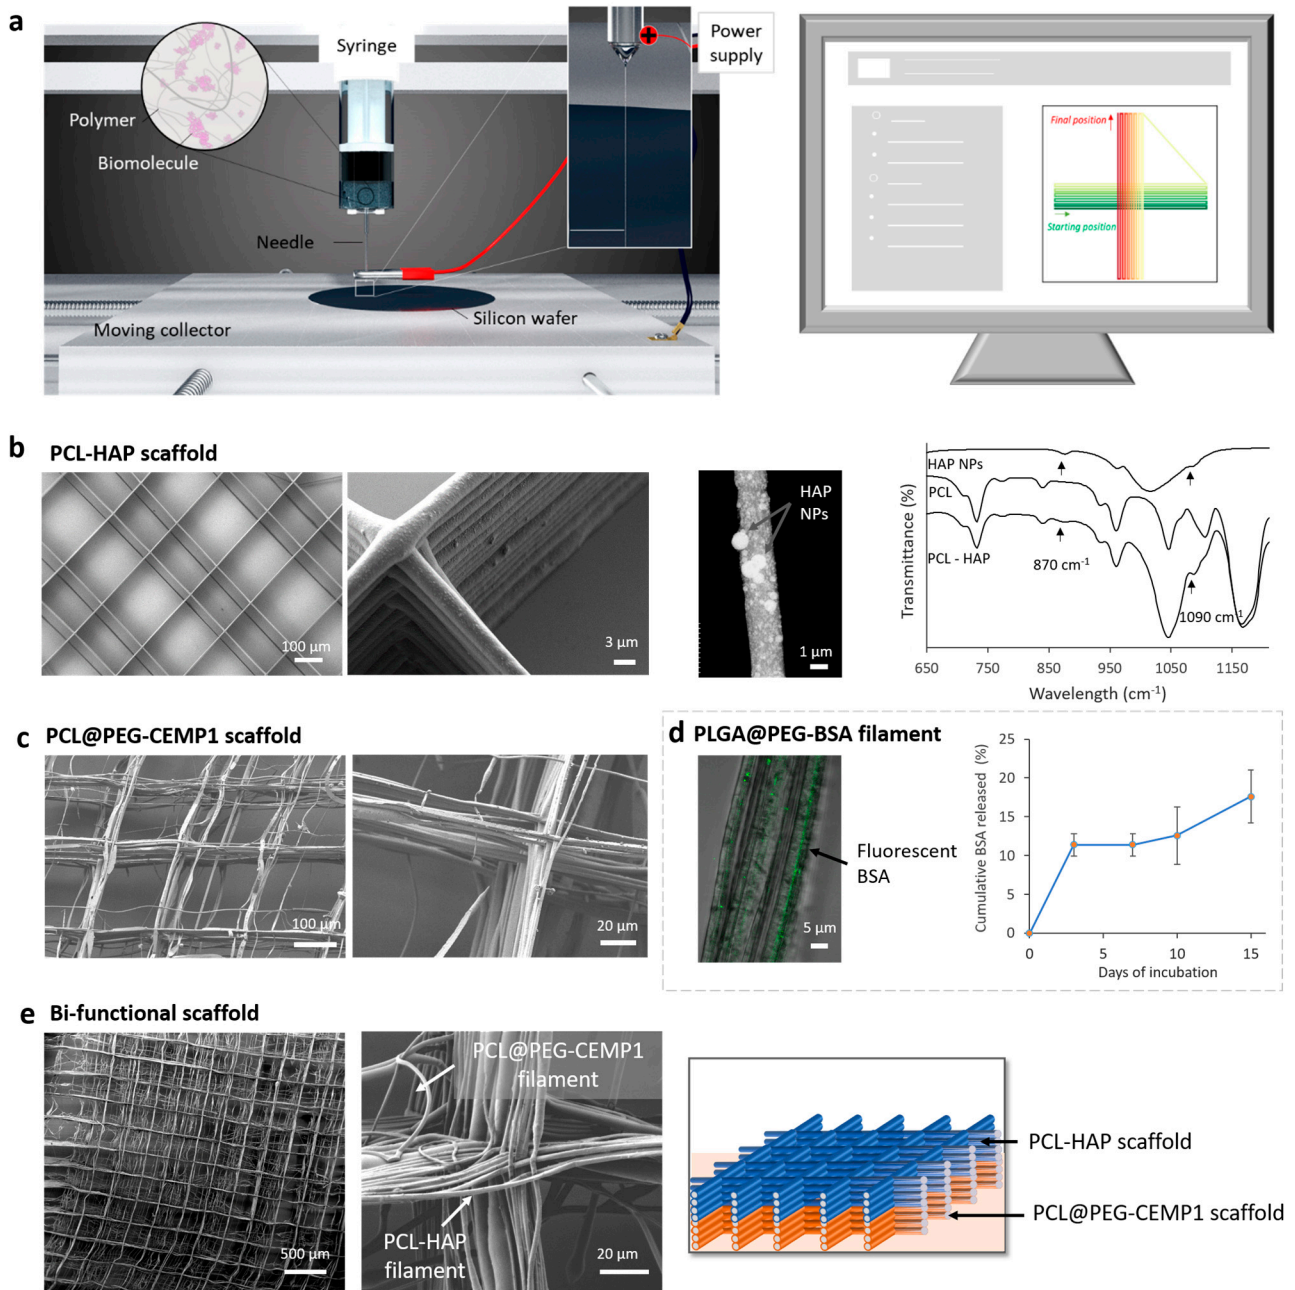 a
Syringe
Power
supply
Polymer
Biomolecule
Needle
Silicon wafer
Moving collector
Final position
Starting position
b PCL-HAP scaffold
100 µm
3 µm
HAP
NPs
1 µm
Transmittance (%)
HAP NPs
PCL
PCL - HAP
870 cm⁻¹
1090 cm⁻¹
650 750 850 950 1050 1150
Wavelength (cm⁻¹)
c PCL@PEG-CEMP1 scaffold
100 µm
20 µm
d PLGA@PEG-BSA filament
Fluorescent
BSA
5 µm
Cumulative BSA released (%)
25
20
15
10
5
0
0 5 10 15
Days of incubation
e Bi-functional scaffold
500 µm
PCL@PEG-CEMP1
filament
PCL-HAP
filament
20 µm
PCL-HAP scaffold
PCL@PEG-CEMP1 scaffold